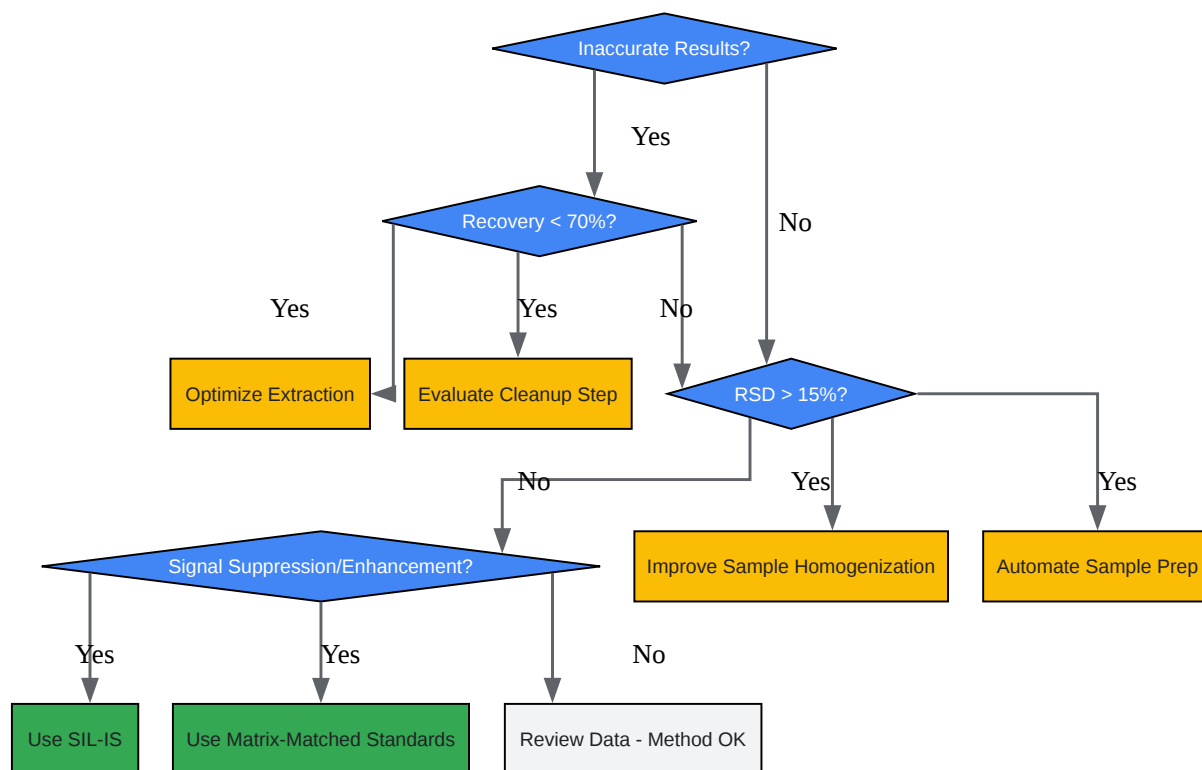 Inaccurate Results?
Yes
Recovery < 70%?
No
Yes
Yes
No
Optimize Extraction
Evaluate Cleanup Step
RSD > 15%?
No
Yes
Yes
Signal Suppression/Enhancement?
Improve Sample Homogenization
Automate Sample Prep
Yes
Yes
No
Use SIL-IS
Use Matrix-Matched Standards
Review Data - Method OK